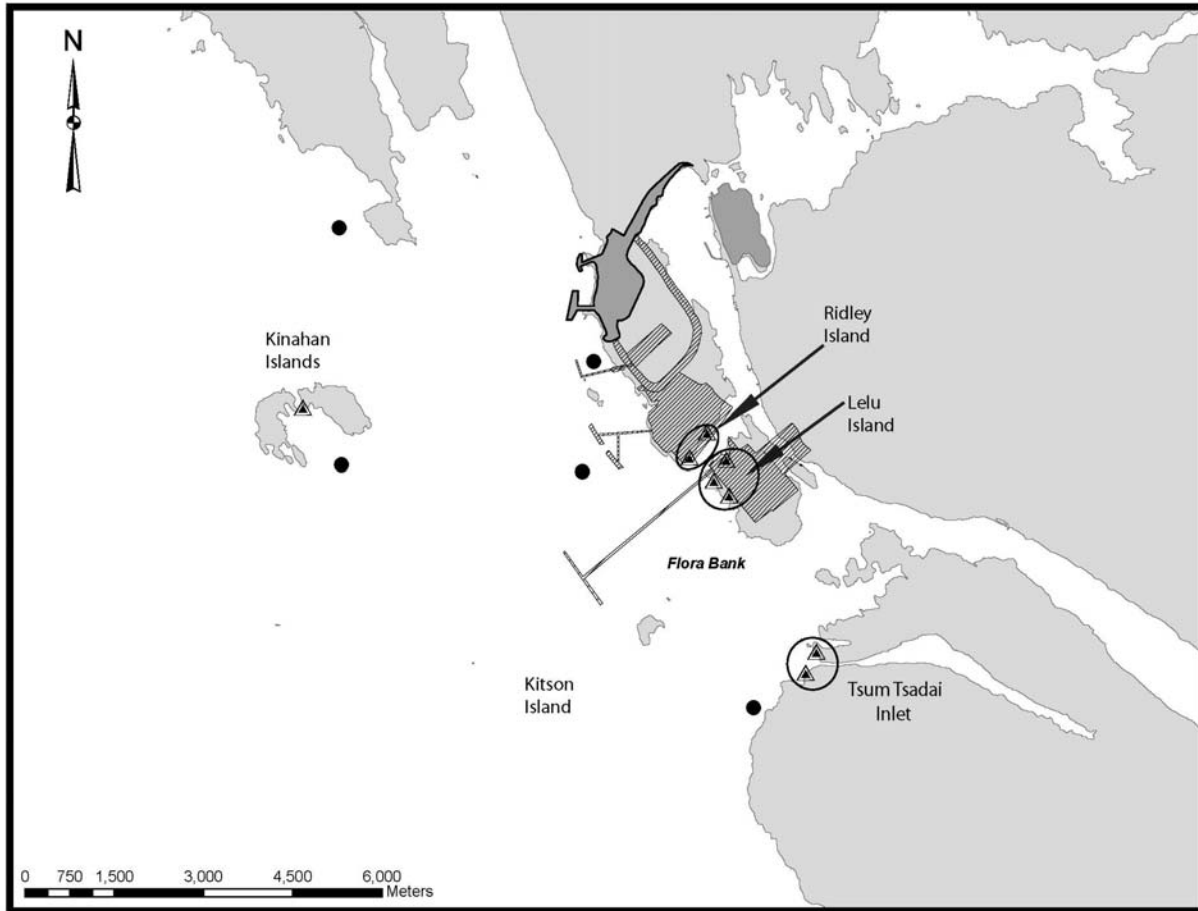 N
Ridley
Island
Kinahan
Islands
Lelu
Island
Flora Bank
Kitson
Island
Tsum Tsadai
Inlet
0 750 1,500 3,000 4,500 6,000
Meters